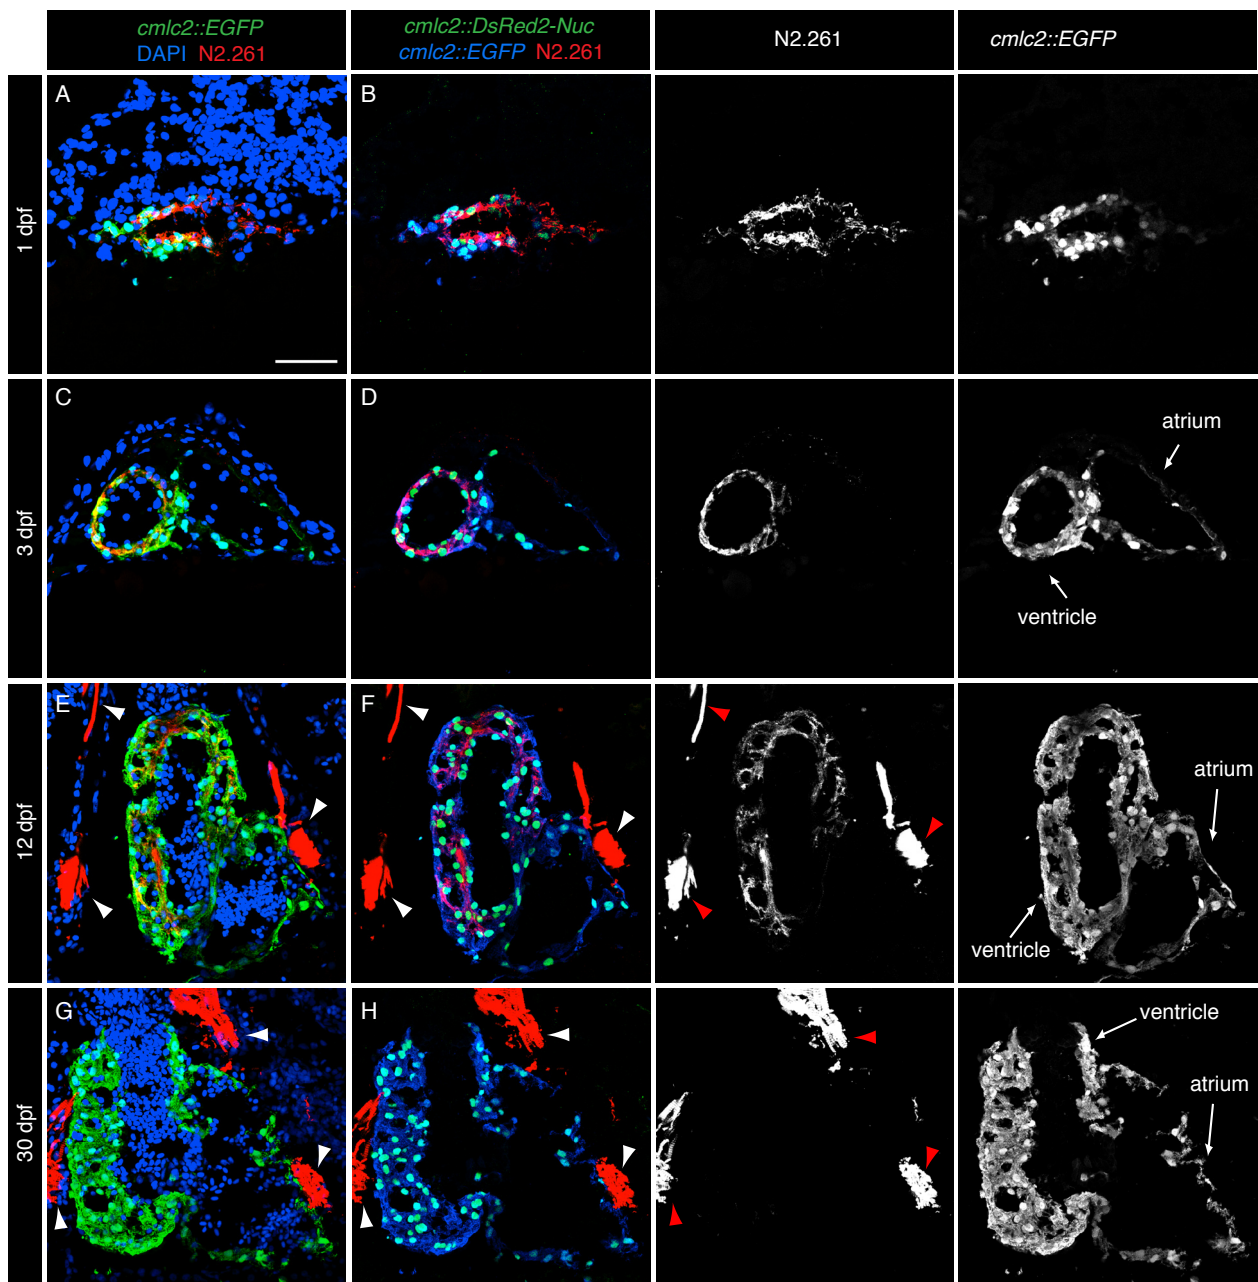 cmlc2::EGFP
DAPI N2.261
cmlc2::DsRed2-Nuc
cmlc2::EGFP N2.261
N2.261
cmlc2::EGFP
1 dpf
A
B
3 dpf
C
D
atrium
ventricle
12 dpf
E
F
atrium
ventricle
30 dpf
G
H
ventricle
atrium